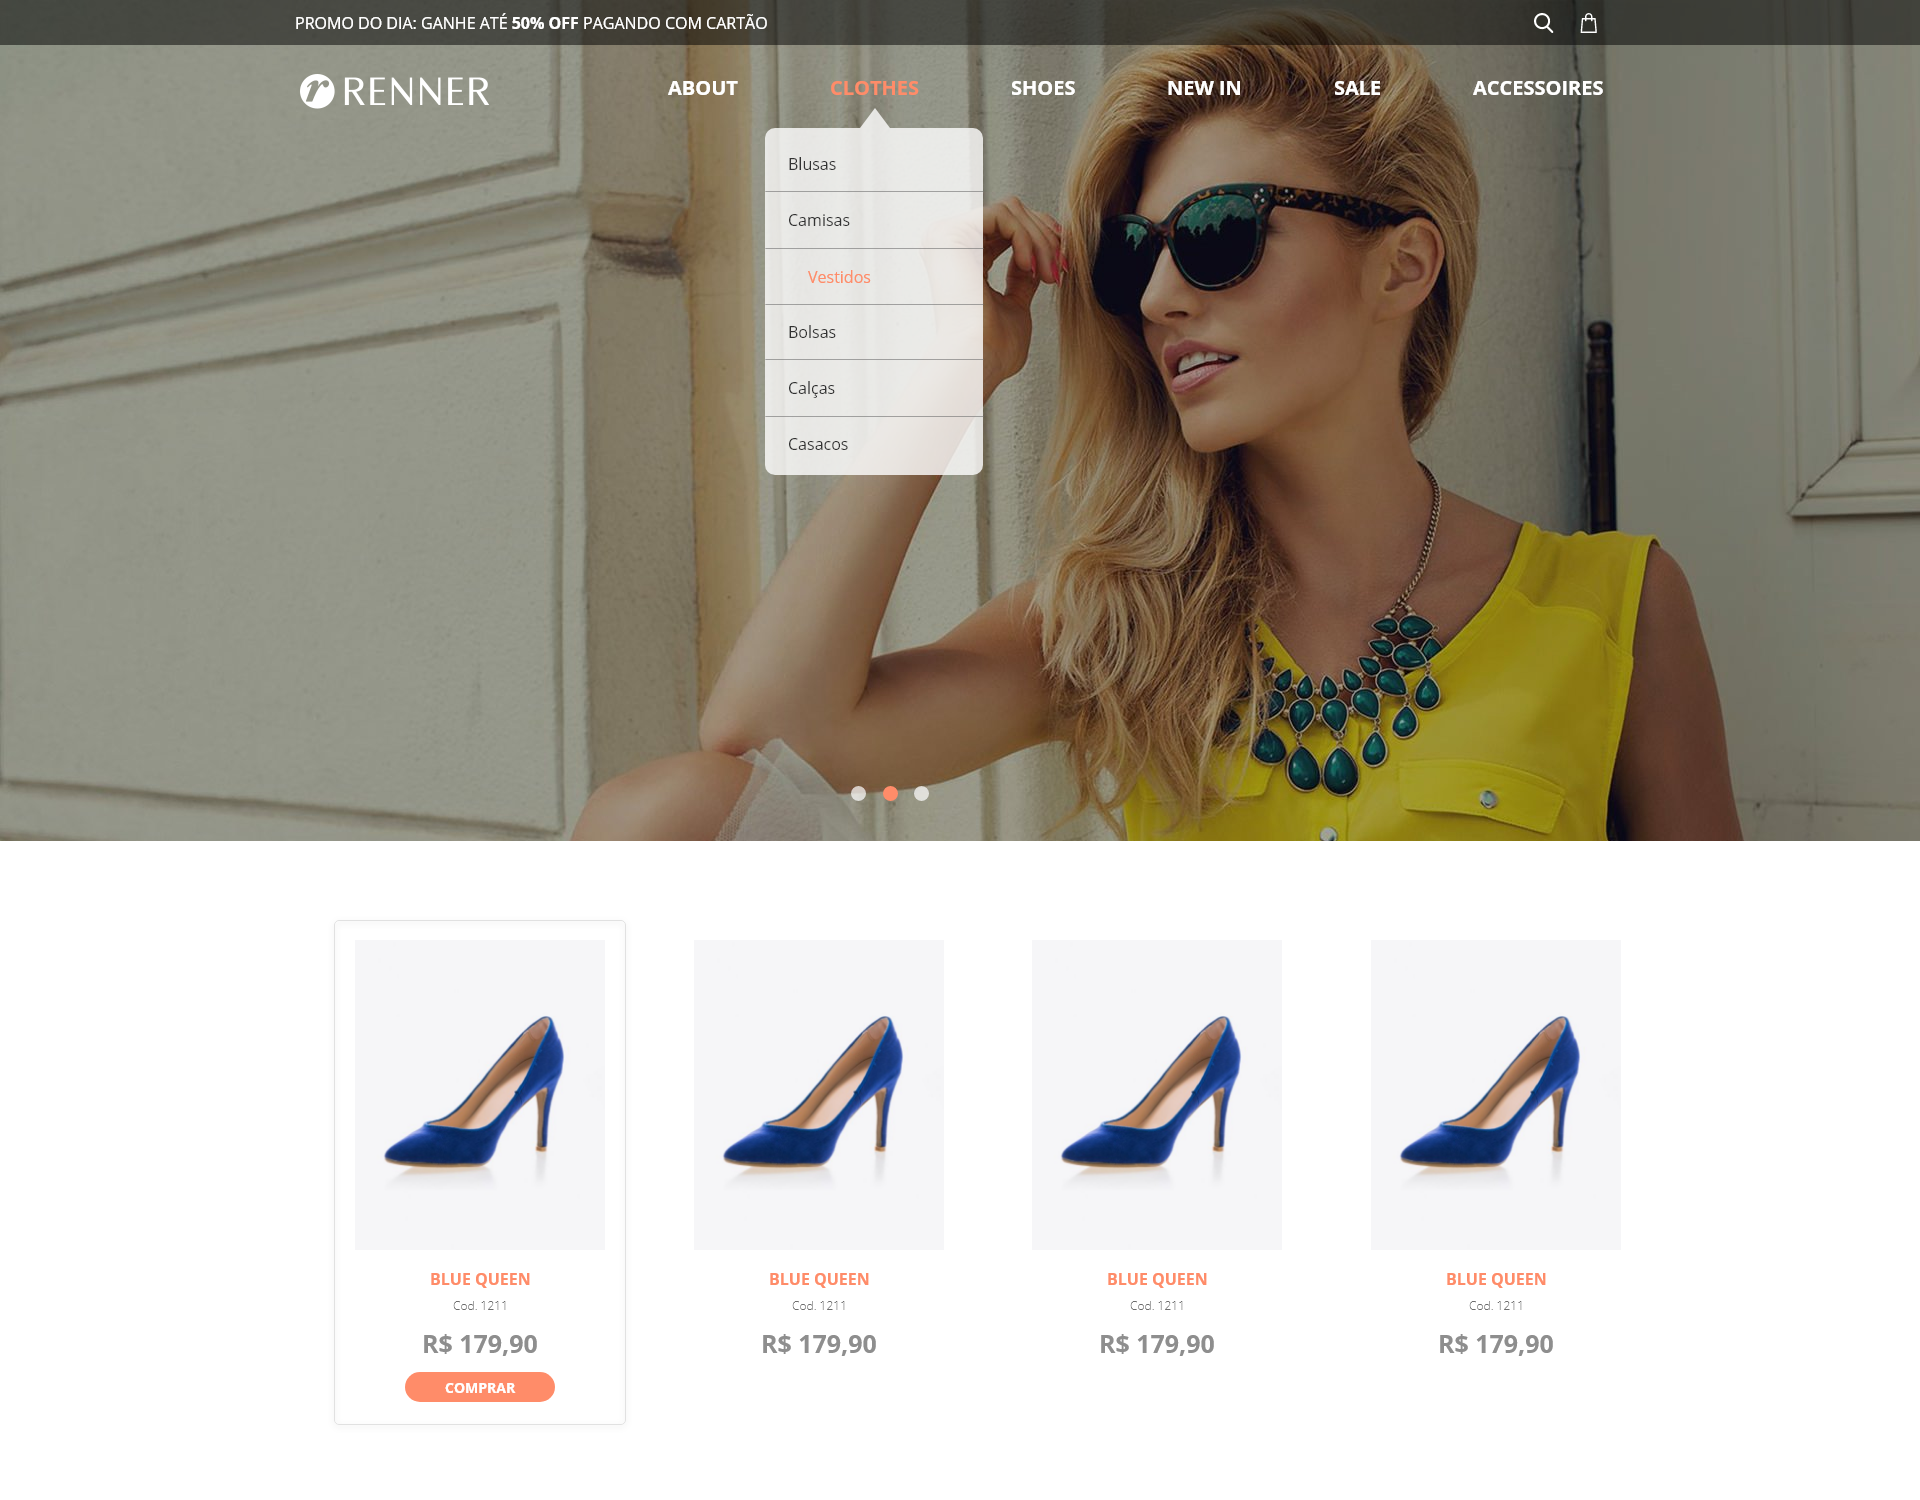 PROMO DO DIA: GANHE ATÉ 50% OFF PAGANDO COM CARTÃO
r RENNER
ABOUT CLOTHES SHOES NEW IN SALE ACCESSOIRES
Blusas
Camisas
Vestidos
Bolsas
Calças
Casacos
BLUE QUEEN
Cod. 1211
R$ 179,90
COMPRAR
BLUE QUEEN
Cod. 1211
R$ 179,90
BLUE QUEEN
Cod. 1211
R$ 179,90
BLUE QUEEN
Cod. 1211
R$ 179,90